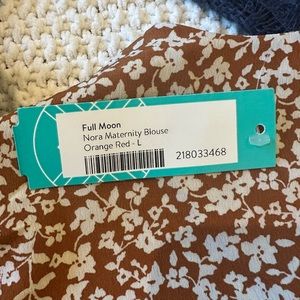 Full Moon
Nora Maternity Blouse
Orange Red - L
218033468